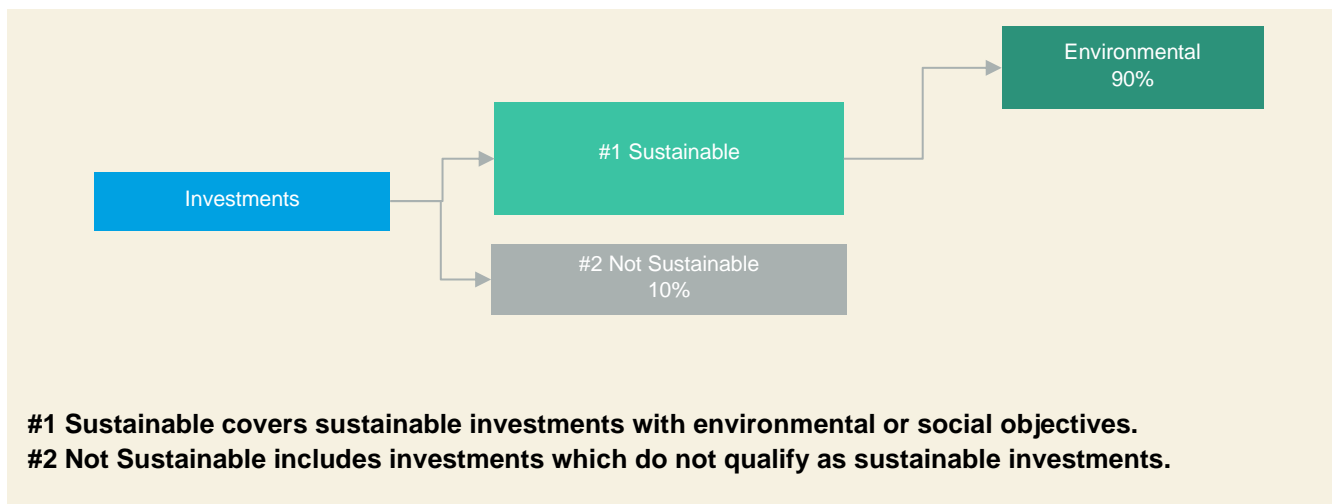 Environmental
90%
#1 Sustainable
Investments
#2 Not Sustainable
10%
#1 Sustainable covers sustainable investments with environmental or social objectives.
#2 Not Sustainable includes investments which do not qualify as sustainable investments.